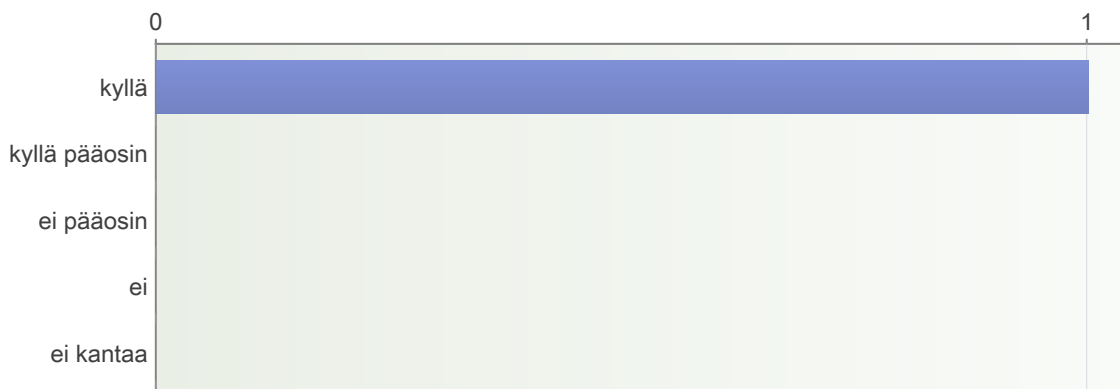 0 1
kyllä
kyllä pääosin
ei pääosin
ei
ei kantaa